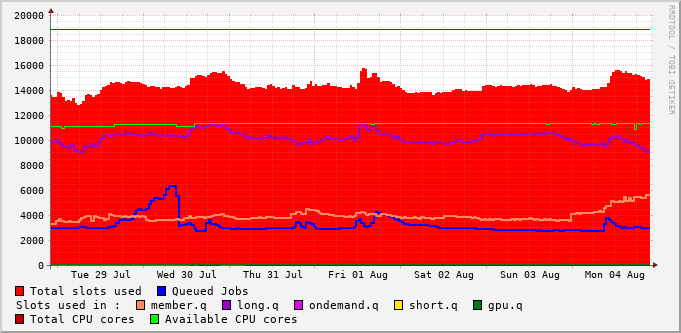 RRDTOOL / TOBI OETIKER
20000
18000
16000
14000
12000
10000
8000
6000
4000
2000
0
Tue 29 Jul Wed 30 Jul Thu 31 Jul Fri 01 Aug Sat 02 Aug Sun 03 Aug Mon 04 Aug
Total slots used Queued Jobs
Slots used in : member.q long.q ondemand.q short.q gpu.q
Total CPU cores Available CPU cores